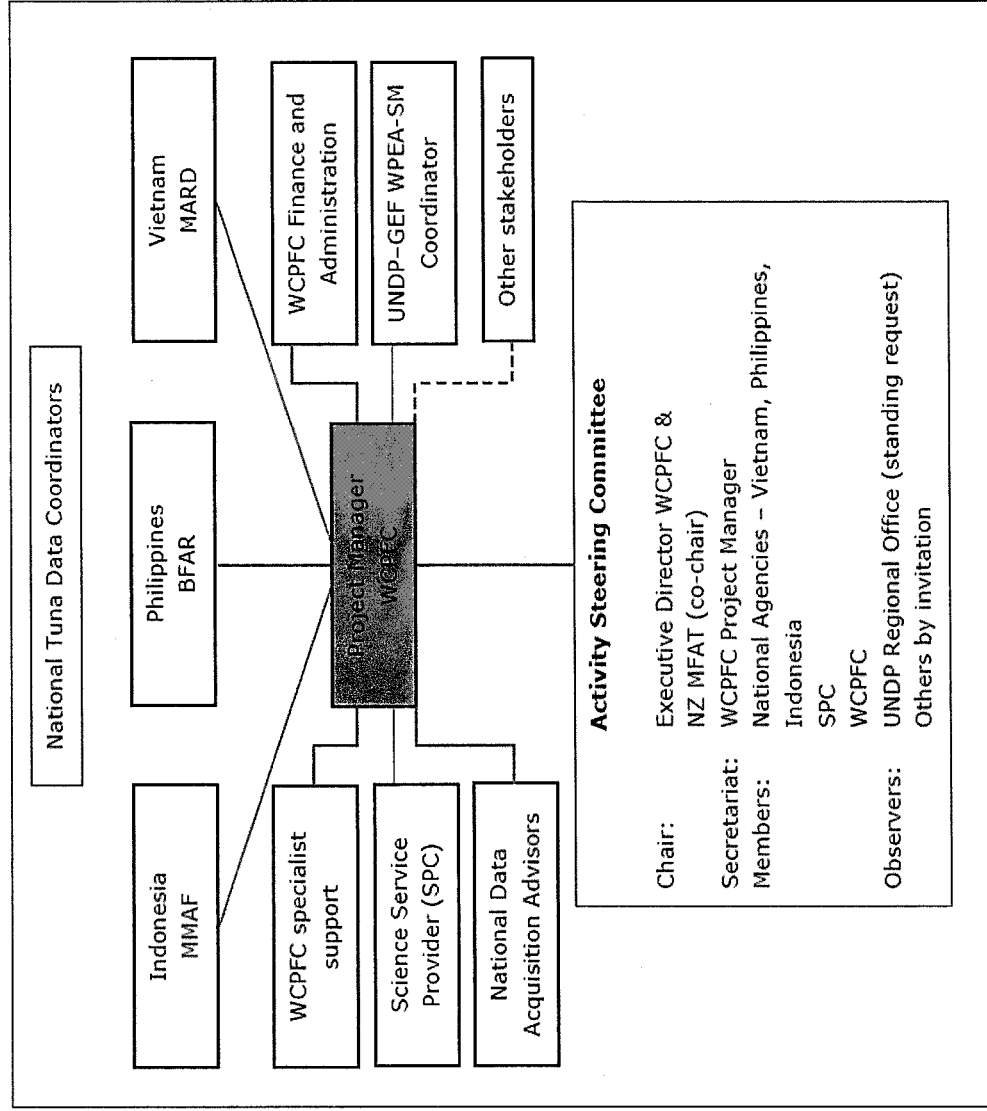 National Tuna Data Coordinators
Indonesia
MMAF
Philippines
BFAR
Vietnam
MARD
WCPFC specialist
support
Science Service
Provider (SPC)
National Data
Acquisition Advisors
Project Manager
WCPFC
WCPFC Finance and
Administration
UNDP–GEF WPEA-SM
Coordinator
Other stakeholders
Activity Steering Committee
Chair: Executive Director WCPFC &
NZ MFAT (co-chair)
Secretariat: WCPFC Project Manager
Members: National Agencies – Vietnam, Philippines,
Indonesia
SPC
WCPFC
Observers: UNDP Regional Office (standing request)
Others by invitation